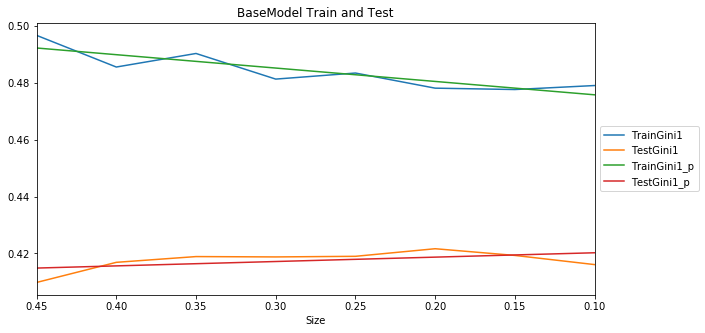 BaseModel Train and Test
0.50
0.48
0.46
0.44
0.42
0.45 0.40 0.35 0.30 0.25 0.20 0.15 0.10
Size
TrainGini1
TestGini1
TrainGini1_p
TestGini1_p